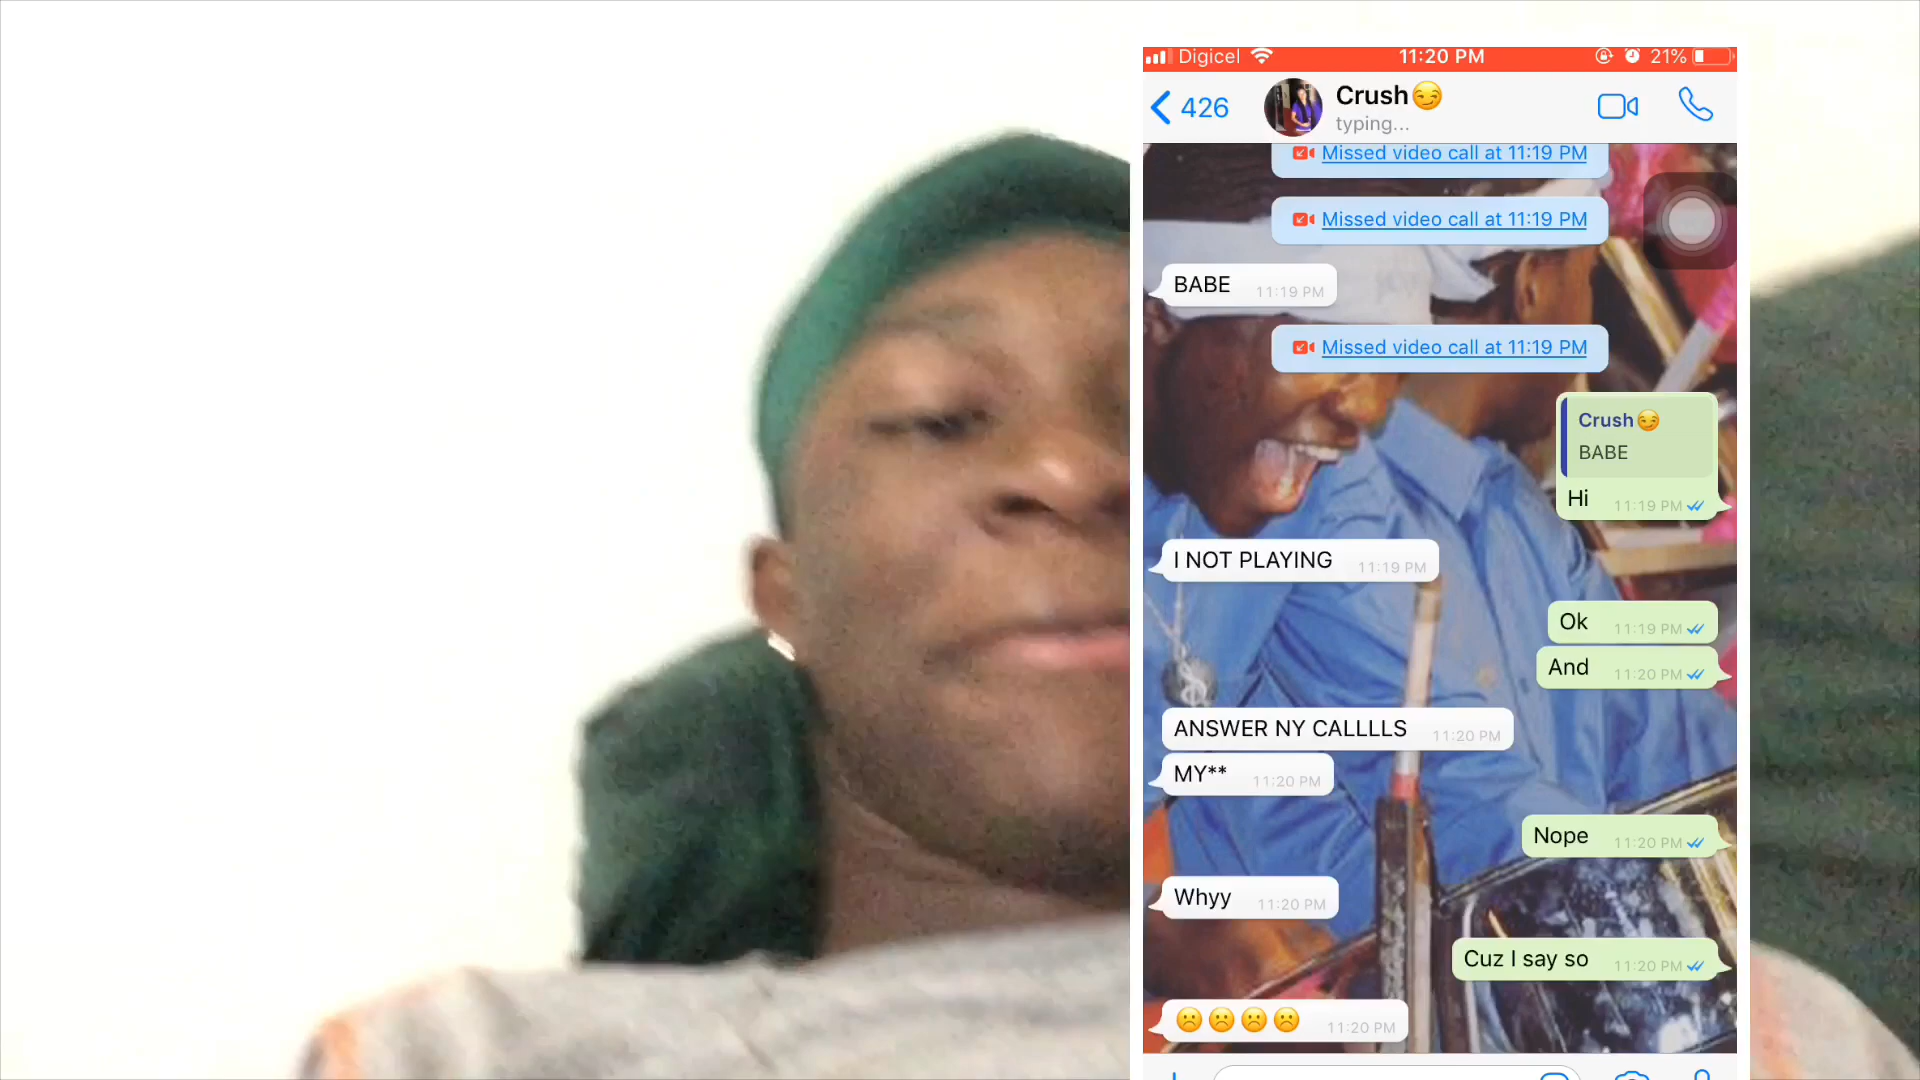 Digicel 11:20 PM 21%
426 Crush😏
typing...
Missed video call at 11:19 PM
Missed video call at 11:19 PM
BABE 11:19 PM
Missed video call at 11:19 PM
Crush😏
BABE
Hi 11:19 PM
I NOT PLAYING 11:19 PM
Ok 11:19 PM
And 11:20 PM
ANSWER NY CALLLLS 11:20 PM
MY** 11:20 PM
Nope 11:20 PM
Whyy 11:20 PM
Cuz I say so 11:20 PM
☹️☹️☹️☹️ 11:20 PM